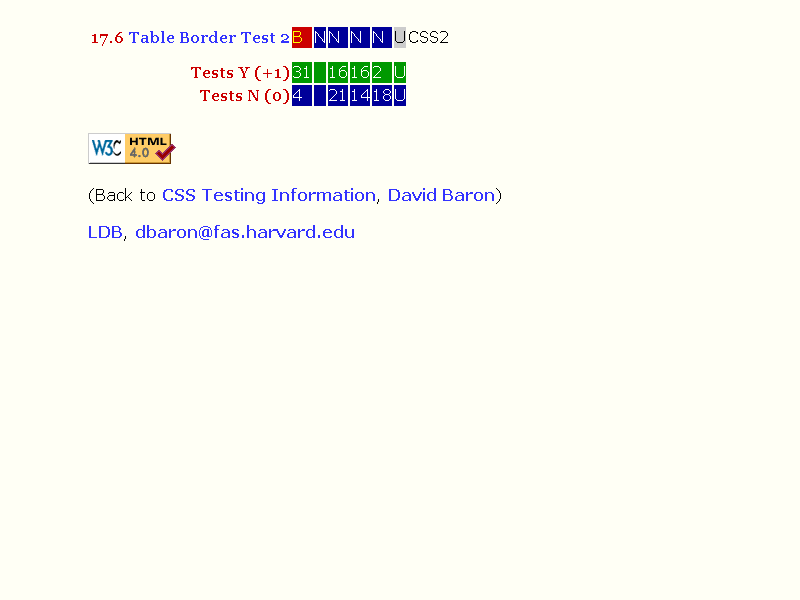 17.6 Table Border Test 2 B N N N N U CSS2
Tests Y (+1) 31 16 16 2 U
Tests N (0) 4 21 14 18 U
W3C HTML 4.0
(Back to CSS Testing Information, David Baron)
LDB, dbaron@fas.harvard.edu